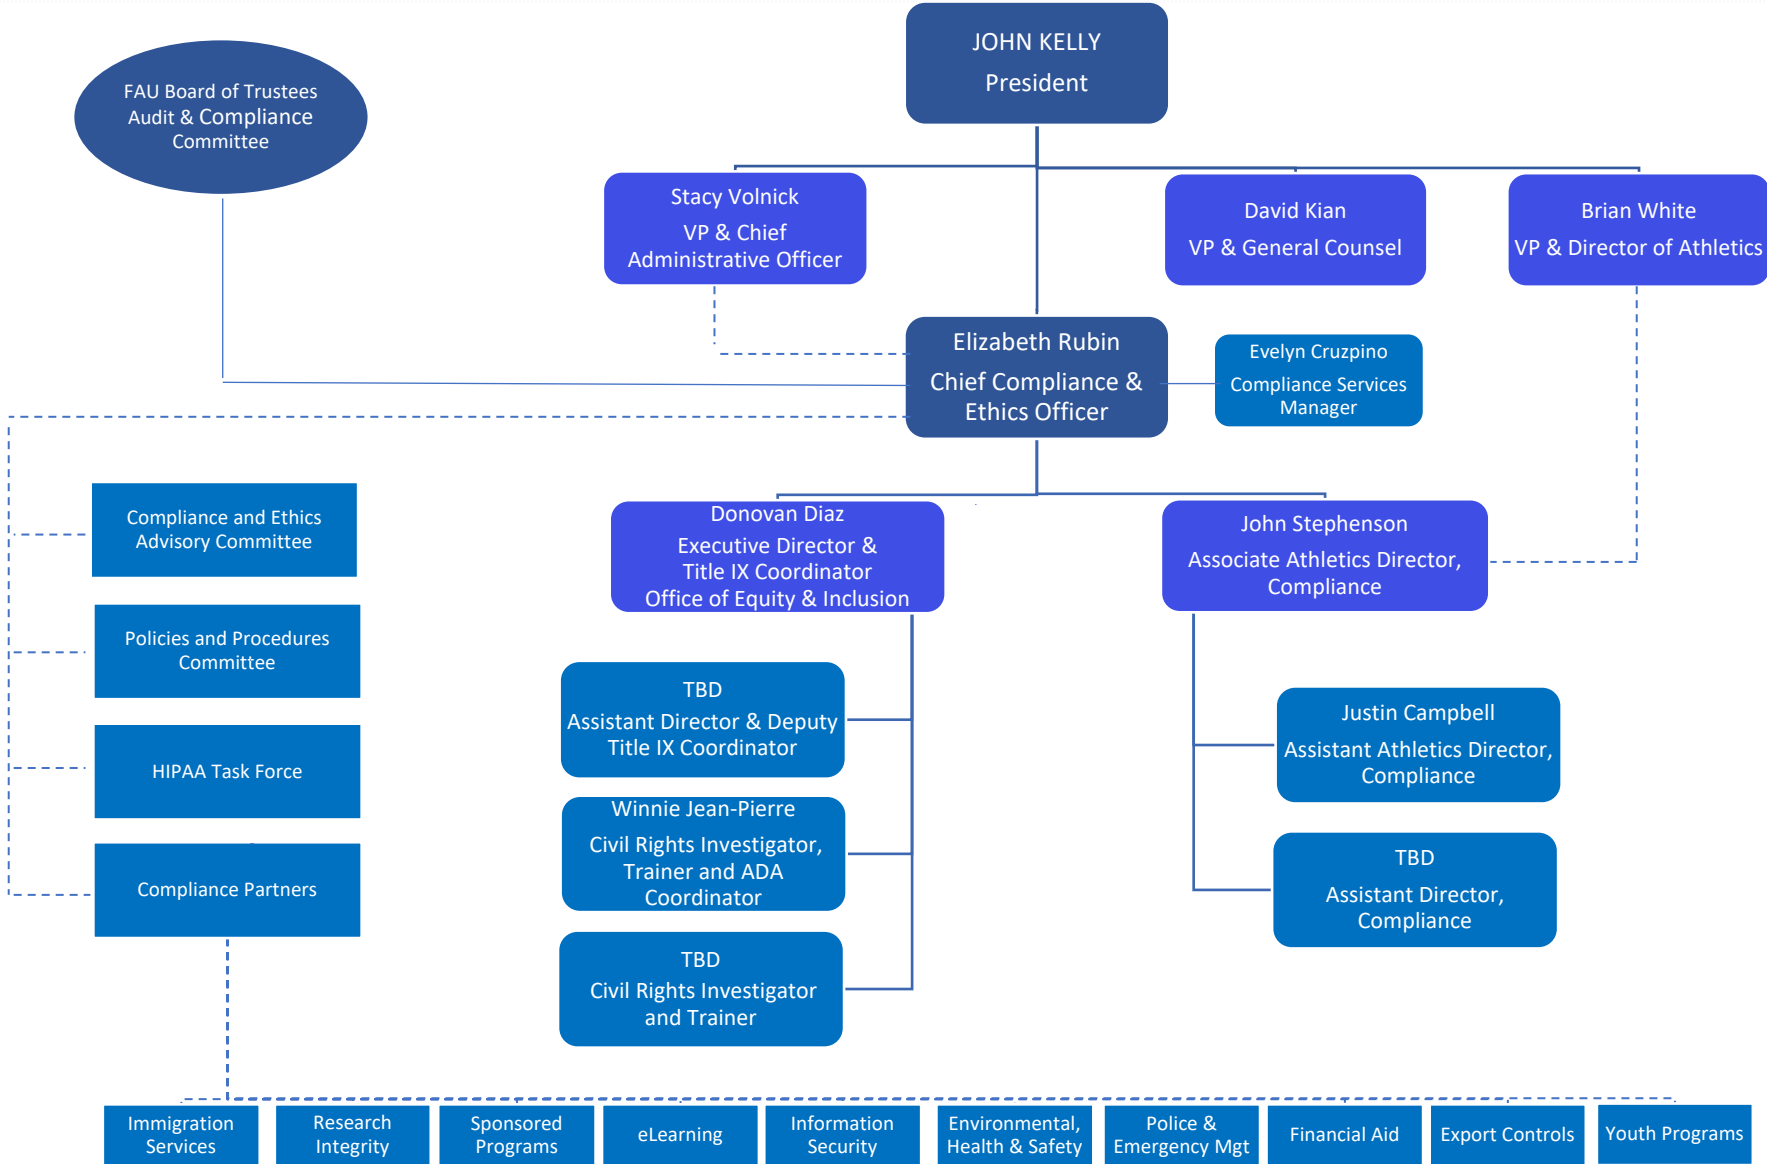 JOHN KELLY
President
FAU Board of Trustees
Audit & Compliance
Committee
Stacy Volnick
VP & Chief
Administrative Officer
David Kian
VP & General Counsel
Brian White
VP & Director of Athletics
Elizabeth Rubin
Chief Compliance &
Ethics Officer
Evelyn Cruzpino
Compliance Services
Manager
Compliance and Ethics
Advisory Committee
Policies and Procedures
Committee
HIPAA Task Force
Compliance Partners
Donovan Diaz
Executive Director &
Title IX Coordinator
Office of Equity & Inclusion
TBD
Assistant Director & Deputy
Title IX Coordinator
Winnie Jean-Pierre
Civil Rights Investigator,
Trainer and ADA
Coordinator
TBD
Civil Rights Investigator
and Trainer
John Stephenson
Associate Athletics Director,
Compliance
Justin Campbell
Assistant Athletics Director,
Compliance
TBD
Assistant Director,
Compliance
Immigration
Services
Research
Integrity
Sponsored
Programs
eLearning
Information
Security
Environmental,
Health & Safety
Police &
Emergency Mgt
Financial Aid
Export Controls
Youth Programs